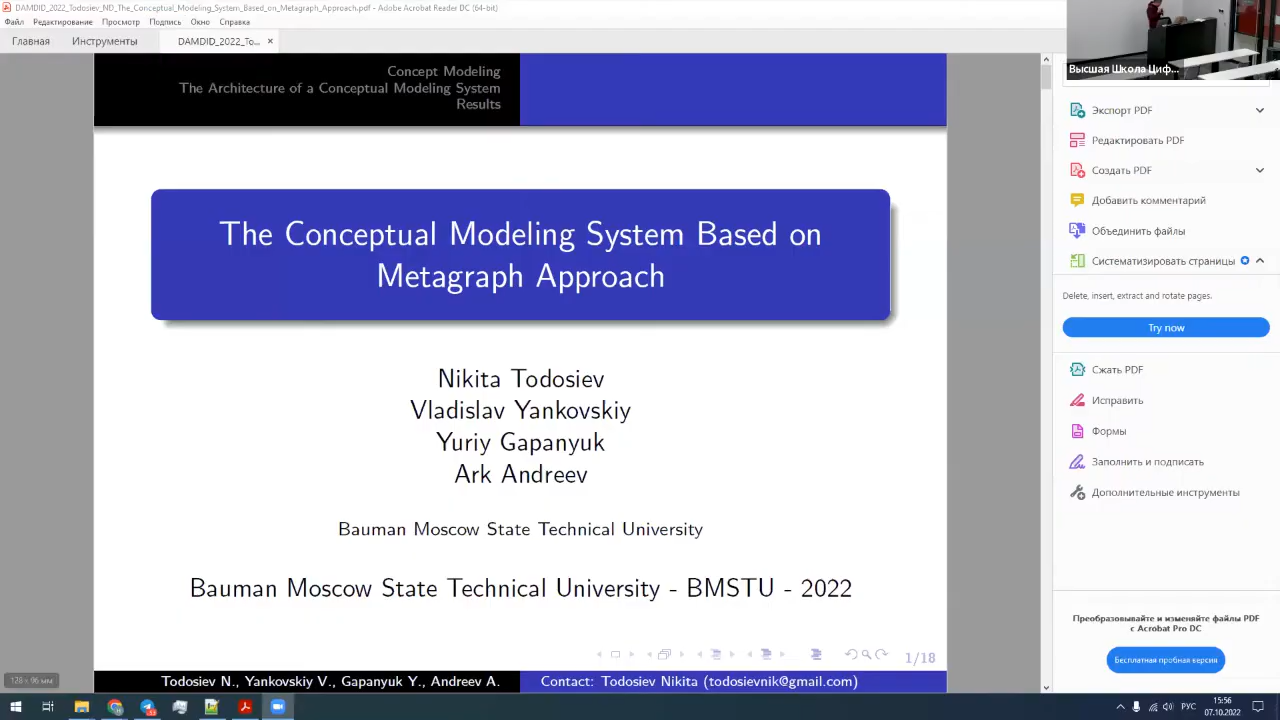 DAMDID_2022_Todosiev_ND_The_Conceptual_Modeling_System_Based_on_Metagraph_Approach.pdf - Adobe Acrobat Reader DC (64-bit)
Файл Редактирование Просмотр Подпись Окно Справка
Главная Инструменты DAMDID_2022_To... ×
Высшая Школа Циф...
Concept Modeling
The Architecture of a Conceptual Modeling System
Results
The Conceptual Modeling System Based on
Metagraph Approach
Nikita Todosiev
Vladislav Yankovskiy
Yuriy Gapanyuk
Ark Andreev
Bauman Moscow State Technical University
Bauman Moscow State Technical University - BMSTU - 2022
1/18
Todosiev N., Yankovskiy V., Gapanyuk Y., Andreev A.
Contact: Todosiev Nikita (todosievnik@gmail.com)
128 × 96 мм
Экспорт PDF
Редактировать PDF
Создать PDF
Добавить комментарий
Объединить файлы
Систематизировать страницы
Delete, insert, extract and rotate pages.
Try now
Сжать PDF
Исправить
Формы
Заполнить и подписать
Дополнительные инструменты
Преобразовывайте и изменяйте файлы PDF
с Acrobat Pro DC
Бесплатная пробная версия
РУС
15:56
07.10.2022